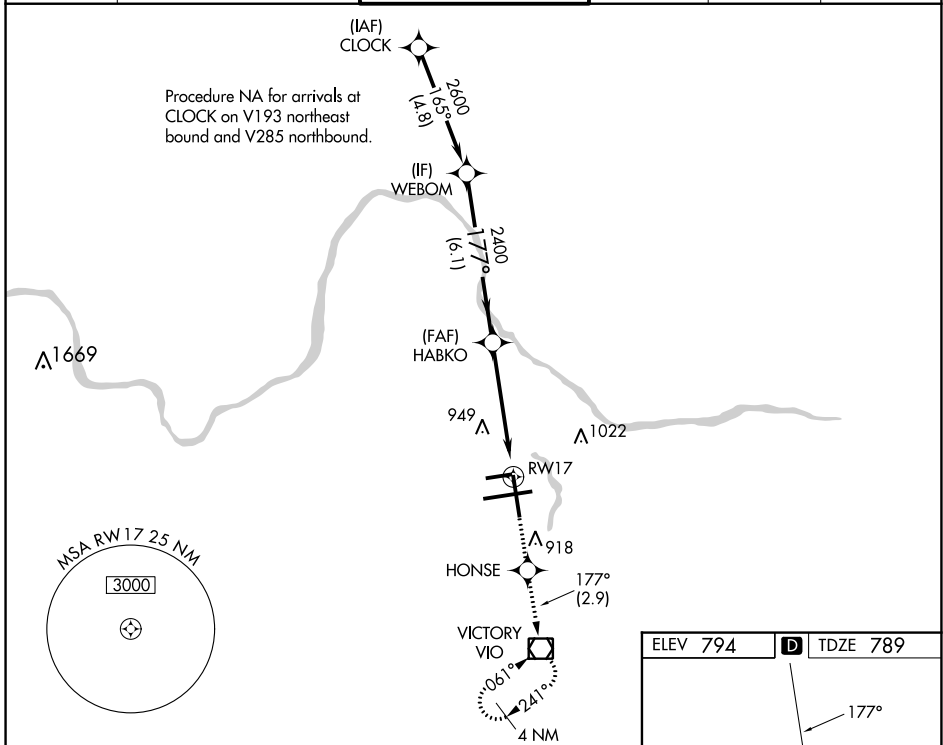 (IAF)
CLOCK
2600
165°
(4.8)
Procedure NA for arrivals at
CLOCK on V193 northeast
bound and V285 northbound.
(IF)
WEBOM
2400
177°
(6.1)
(FAF)
HABKO
1669
949
1022
RW17
MSA RW17 25 NM
3000
918
HONSE
177°
(2.9)
VICTORY
VIO
061°
241°
4 NM
ELEV 794 D TDZE 789
177°